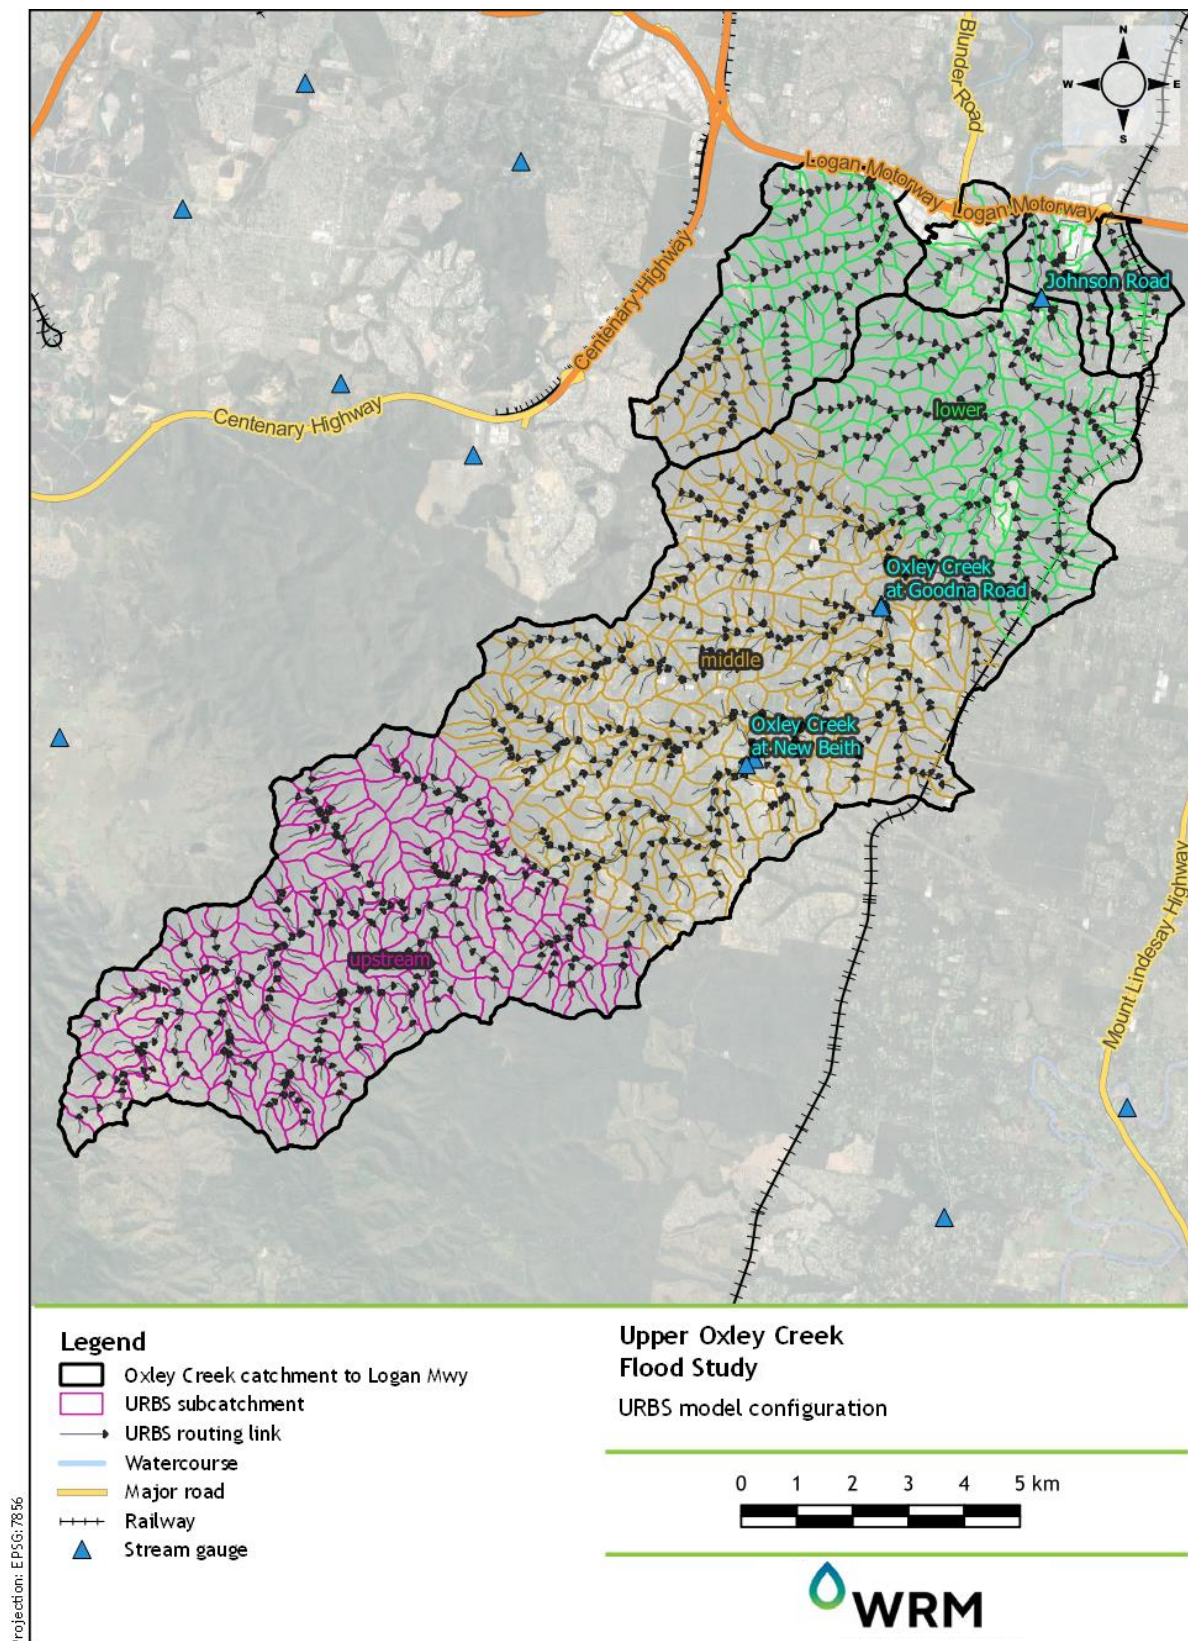 N
W
E
S
Blunder Road
Logan Motorway
Logan Motorway
Centenary Highway
Johnson Road
Centenary Highway
lower
Oxley Creek
at Goodna Road
middle
Oxley Creek
at New Beith
upstream
Mount Lindesay Highway
Legend
Oxley Creek catchment to Logan Mwy
URBS subcatchment
URBS routing link
Watercourse
Major road
Railway
Stream gauge
Upper Oxley Creek
Flood Study
URBS model configuration
0 1 2 3 4 5 km
WRM
Projection: EPSG:7856